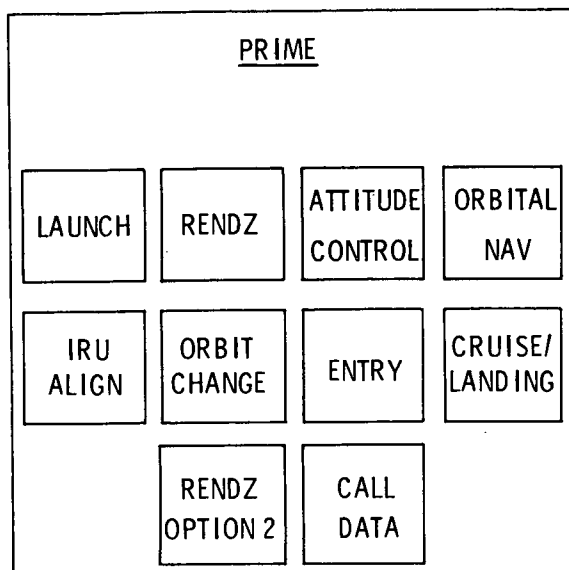 PRIME
LAUNCH
RENDZ
ATTITUDE
CONTROL
ORBITAL
NAV
IRU
ALIGN
ORBIT
CHANGE
ENTRY
CRUISE/
LANDING
RENDZ
OPTION 2
CALL
DATA